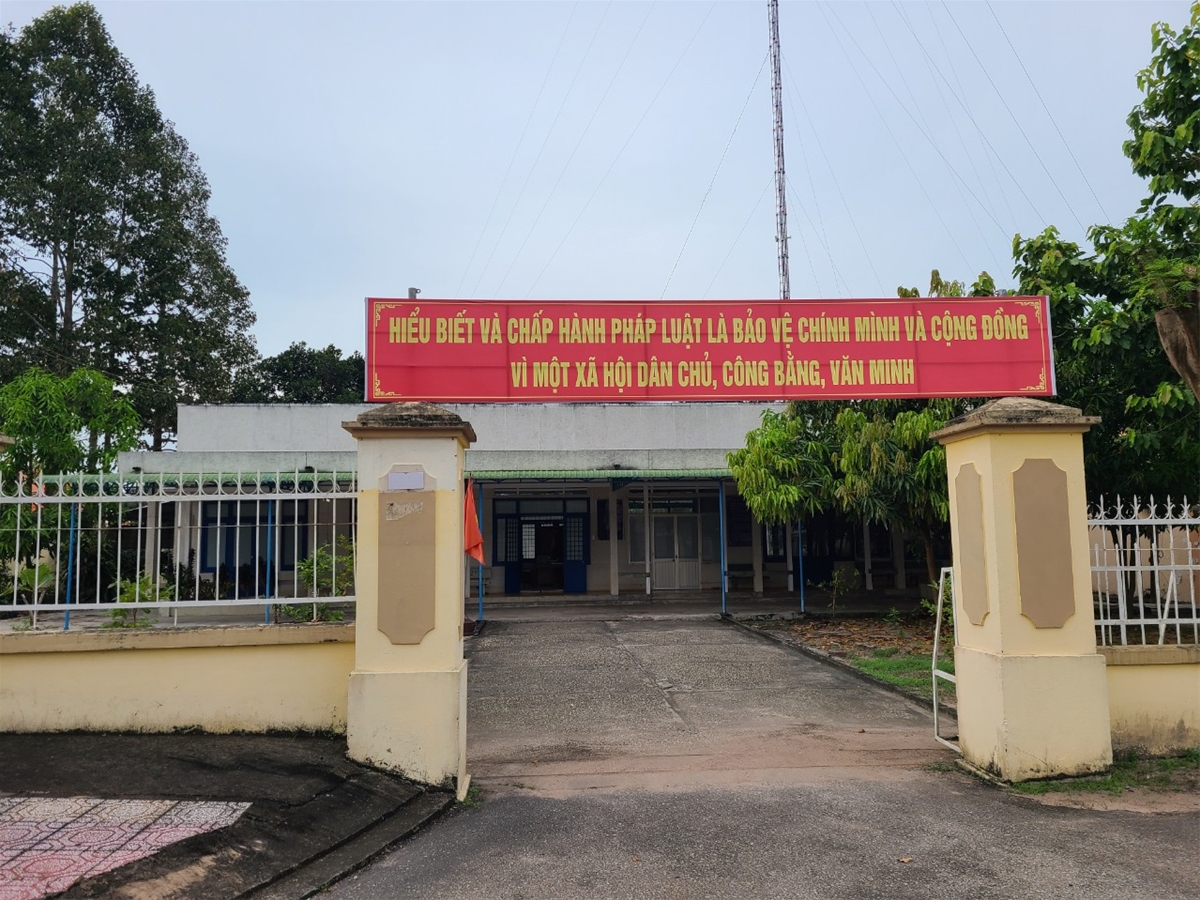 HIỂU BIẾT VÀ CHẤP HÀNH PHÁP LUẬT LÀ BẢO VỆ CHÍNH MÌNH VÀ CỘNG ĐỒNG
VÌ MỘT XÃ HỘI DÂN CHỦ, CÔNG BẰNG, VĂN MINH